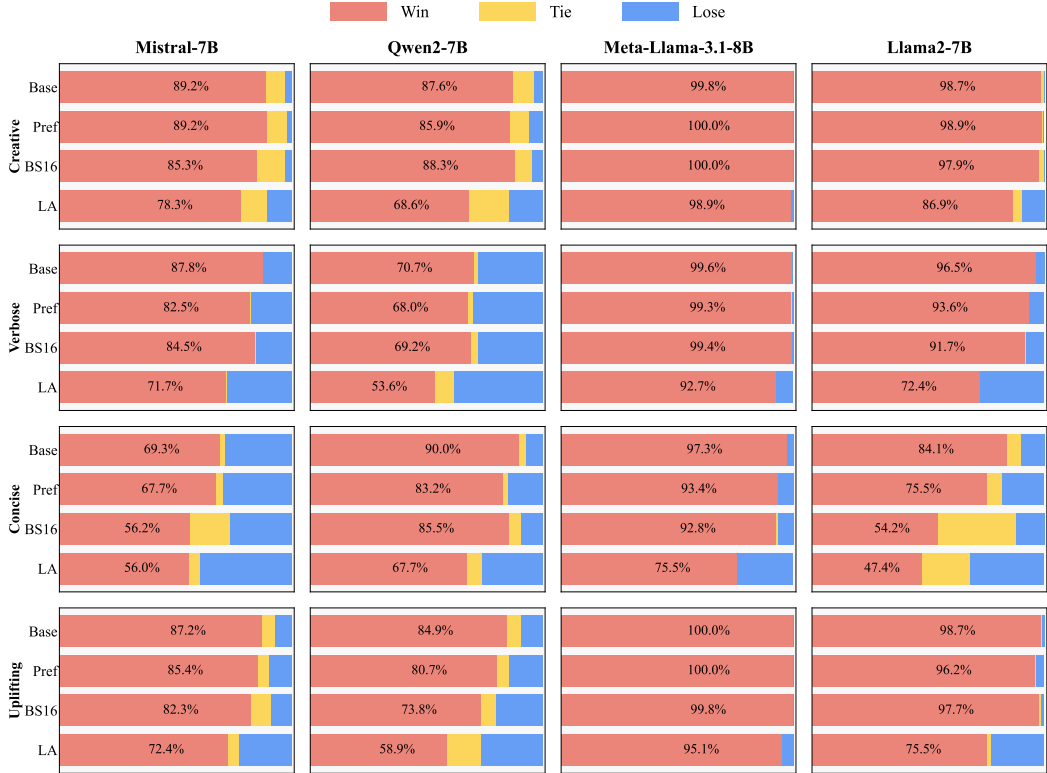 Win Tie Lose
Mistral-7B Qwen2-7B Meta-Llama-3.1-8B Llama2-7B
Creative
Base 89.2% 87.6% 99.8% 98.7%
Pref 89.2% 85.9% 100.0% 98.9%
BS16 85.3% 88.3% 100.0% 97.9%
LA 78.3% 68.6% 98.9% 86.9%
Verbose
Base 87.8% 70.7% 99.6% 96.5%
Pref 82.5% 68.0% 99.3% 93.6%
BS16 84.5% 69.2% 99.4% 91.7%
LA 71.7% 53.6% 92.7% 72.4%
Concise
Base 69.3% 90.0% 97.3% 84.1%
Pref 67.7% 83.2% 93.4% 75.5%
BS16 56.2% 85.5% 92.8% 54.2%
LA 56.0% 67.7% 75.5% 47.4%
Uplifting
Base 87.2% 84.9% 100.0% 98.7%
Pref 85.4% 80.7% 100.0% 96.2%
BS16 82.3% 73.8% 99.8% 97.7%
LA 72.4% 58.9% 95.1% 75.5%